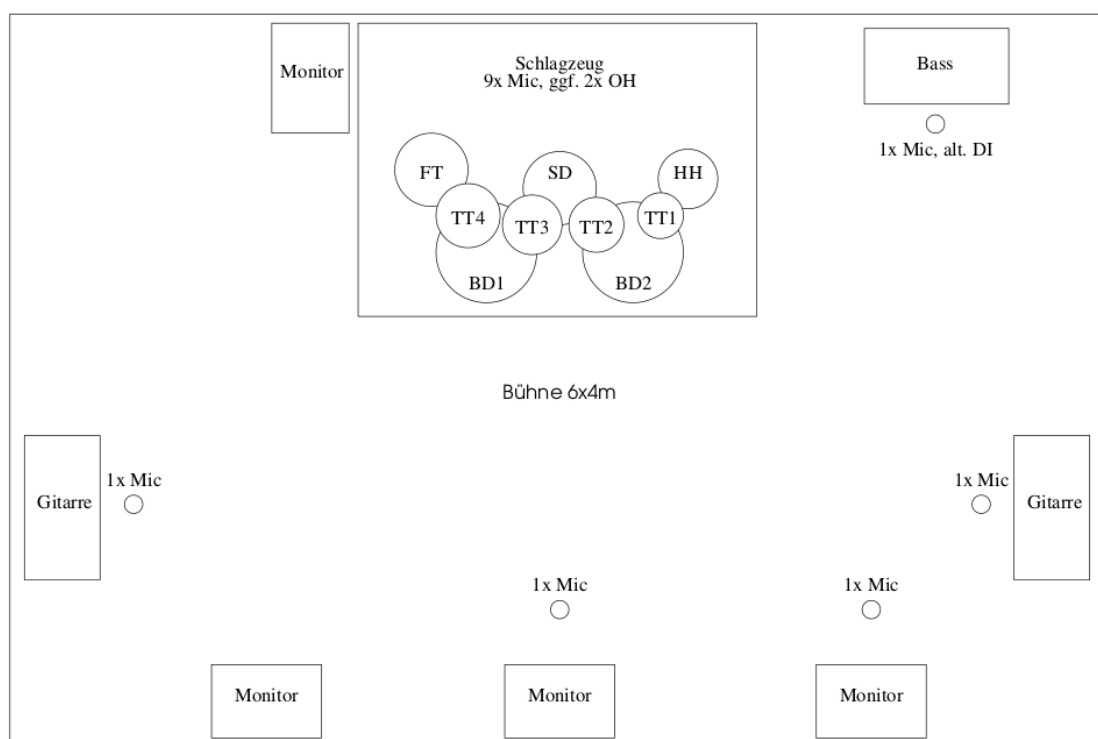 Monitor
Schlagzeug
9x Mic, ggf. 2x OH
Bass
1x Mic, alt. DI
FT
SD
HH
TT4
TT3
TT2
TT1
BD1
BD2
Bühne 6x4m
1x Mic
1x Mic
Gitarre
Gitarre
1x Mic
1x Mic
Monitor
Monitor
Monitor